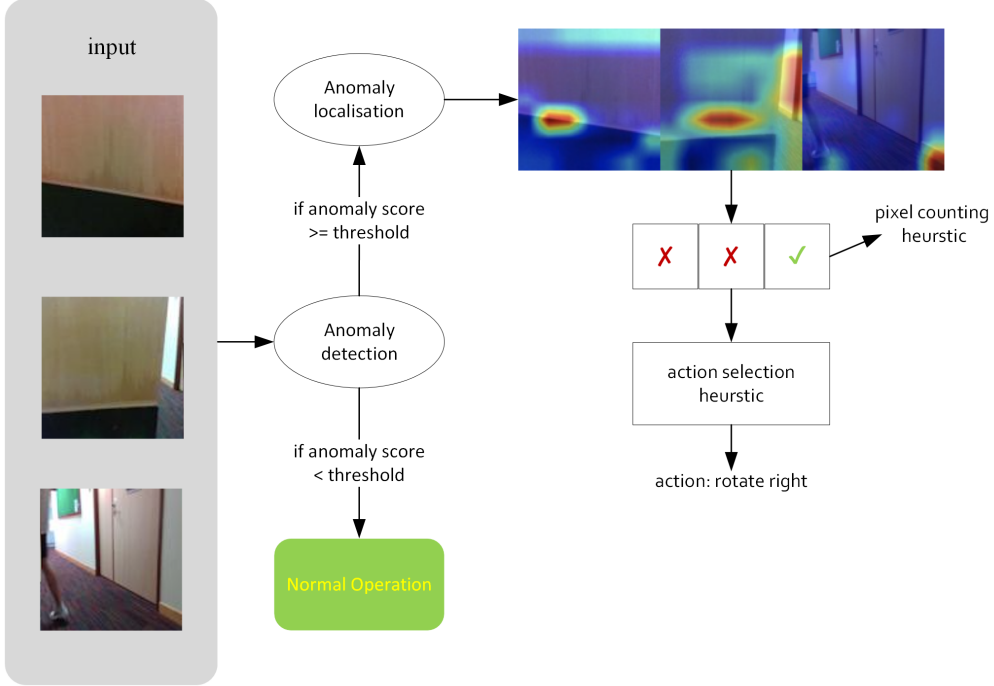 input
Anomaly
localisation
if anomaly score
>= threshold
Anomaly
detection
if anomaly score
< threshold
Normal Operation
✗ ✗ ✓
pixel counting
heurstic
action selection
heurstic
action: rotate right